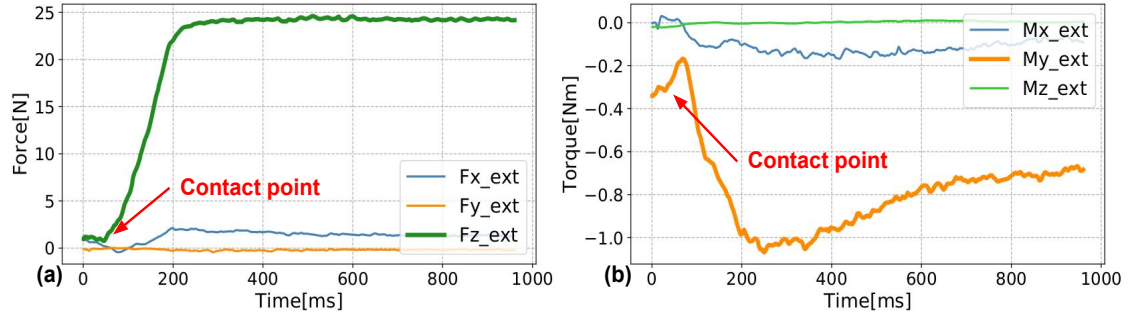 25
20
15
10
5
0
Force[N]
Contact point
Fx_ext
Fy_ext
Fz_ext
0 200 400 600 800 1000
Time[ms]
(a)
0.0
−0.2
−0.4
−0.6
−0.8
−1.0
Torque[Nm]
Mx_ext
My_ext
Mz_ext
Contact point
0 200 400 600 800 1000
Time[ms]
(b)